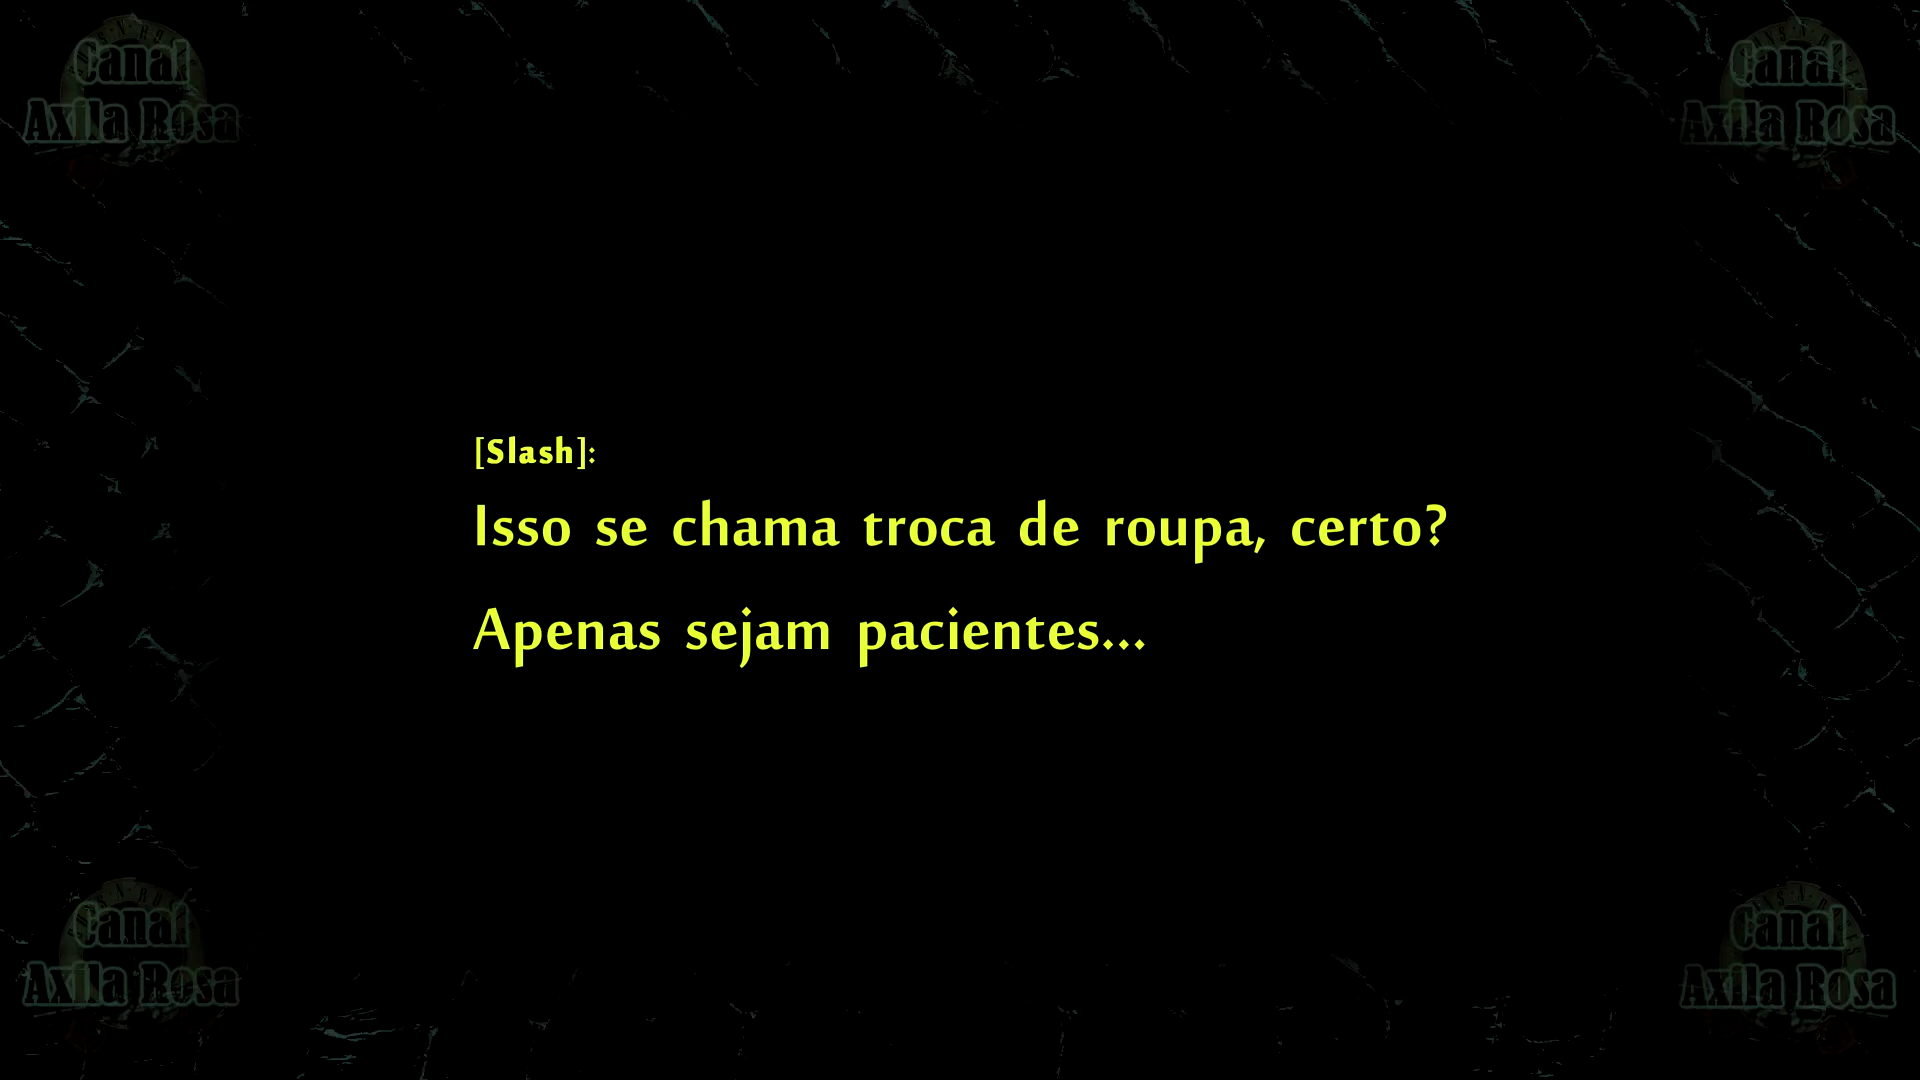 Canal
Axila Rosa
Canal
Axila Rosa
[Slash]:
Isso se chama troca de roupa, certo?
Apenas sejam pacientes...
Canal
Axila Rosa
Canal
Axila Rosa